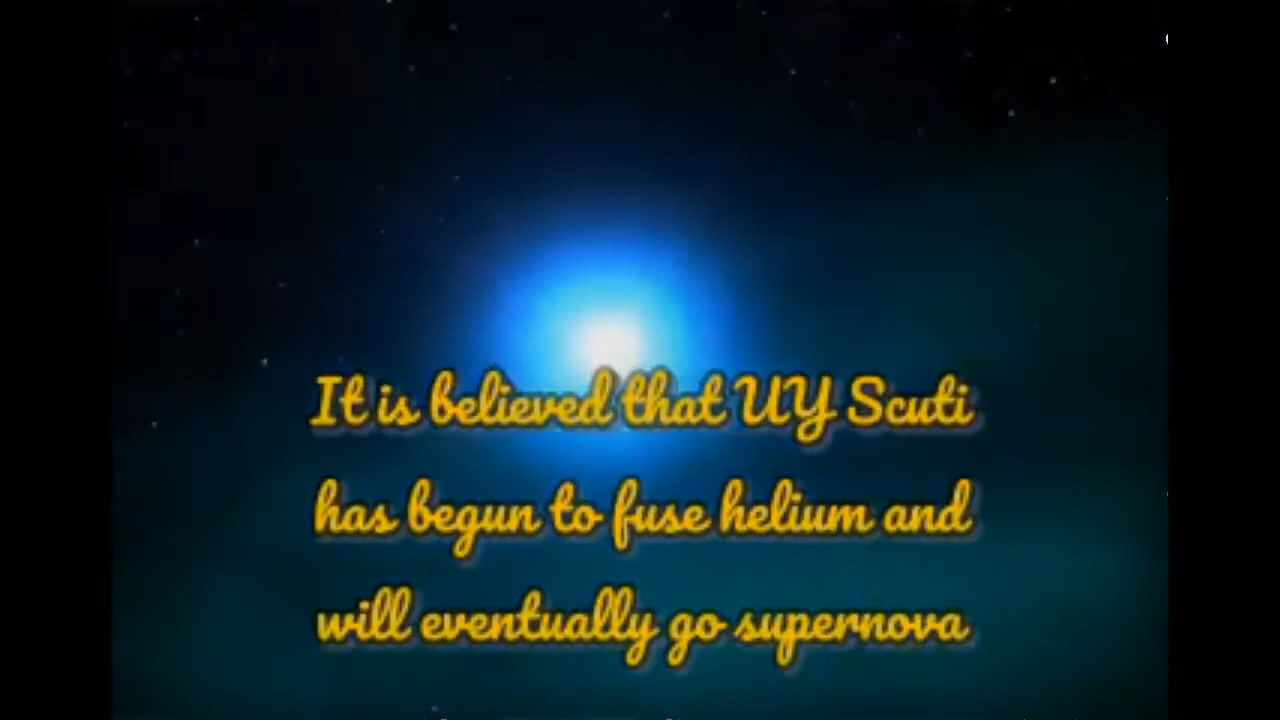 It is believed that UY Scuti
has begun to fuse helium and
will eventually go supernova